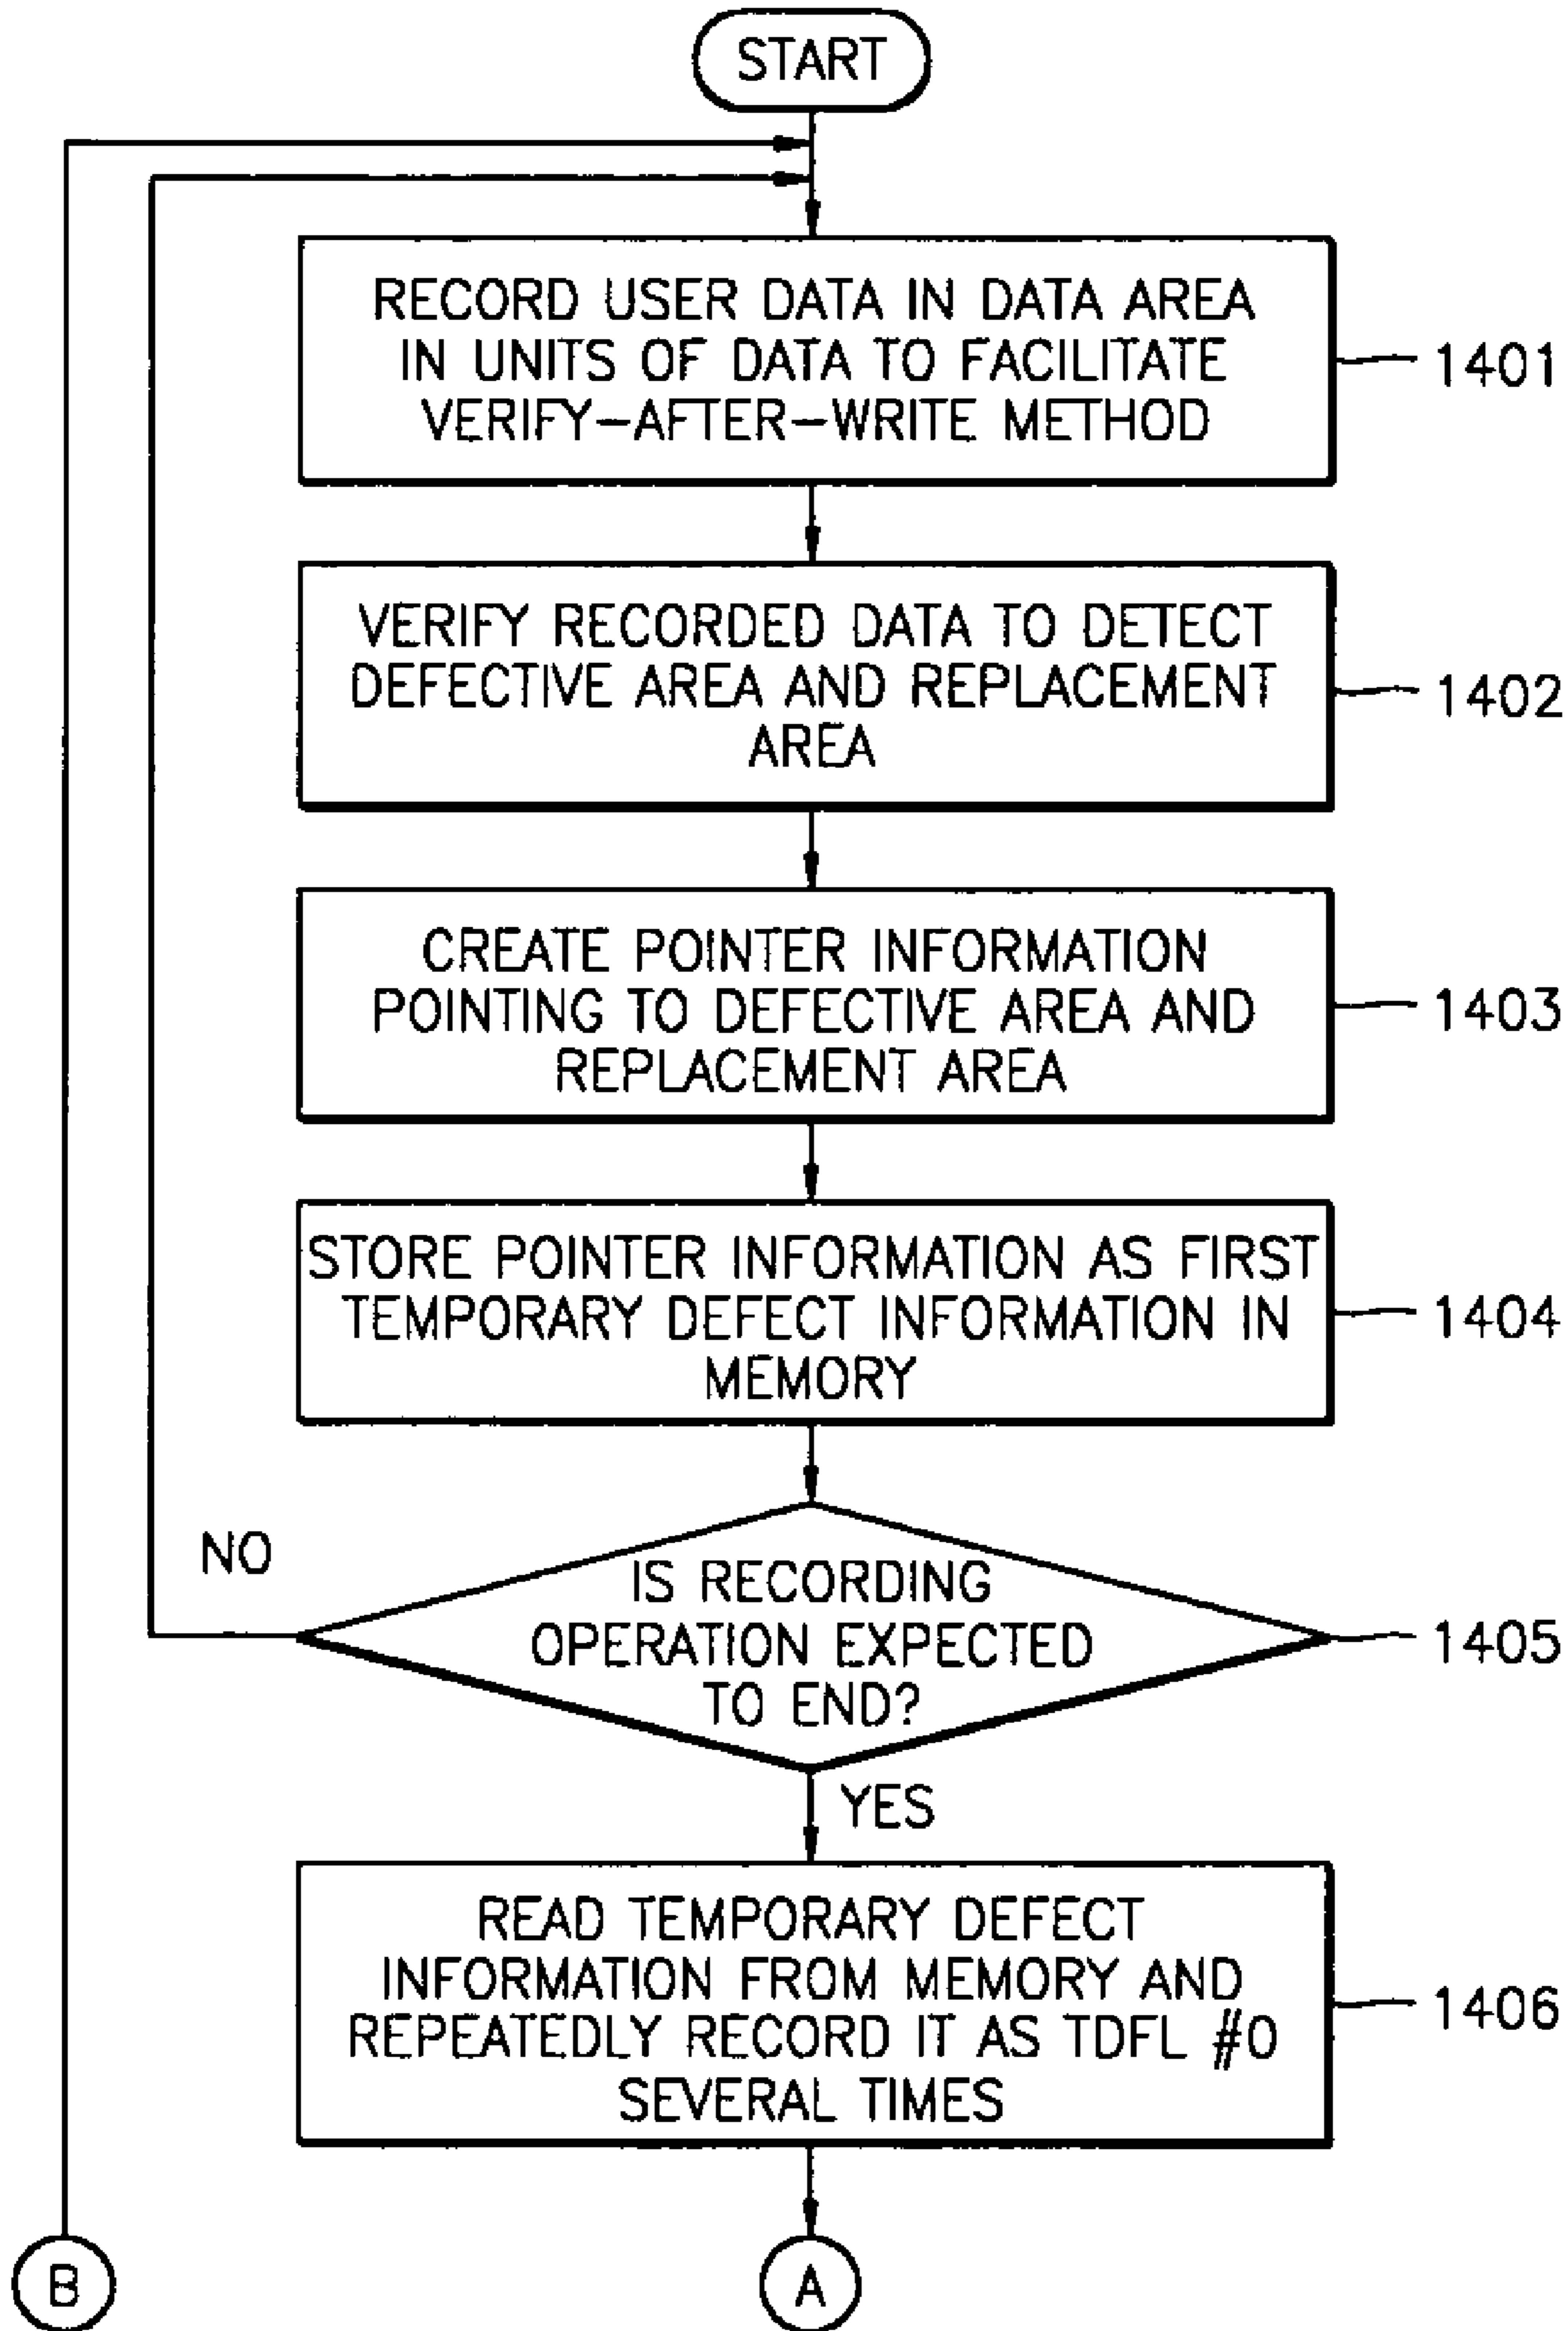 START
RECORD USER DATA IN DATA AREA
IN UNITS OF DATA TO FACILITATE
VERIFY-AFTER-WRITE METHOD
1401
VERIFY RECORDED DATA TO DETECT
DEFECTIVE AREA AND REPLACEMENT
AREA
1402
CREATE POINTER INFORMATION
POINTING TO DEFECTIVE AREA AND
REPLACEMENT AREA
1403
STORE POINTER INFORMATION AS FIRST
TEMPORARY DEFECT INFORMATION IN
MEMORY
1404
NO
IS RECORDING
OPERATION EXPECTED
TO END?
1405
YES
READ TEMPORARY DEFECT
INFORMATION FROM MEMORY AND
REPEATEDLY RECORD IT AS TDFL #0
SEVERAL TIMES
1406
B
A